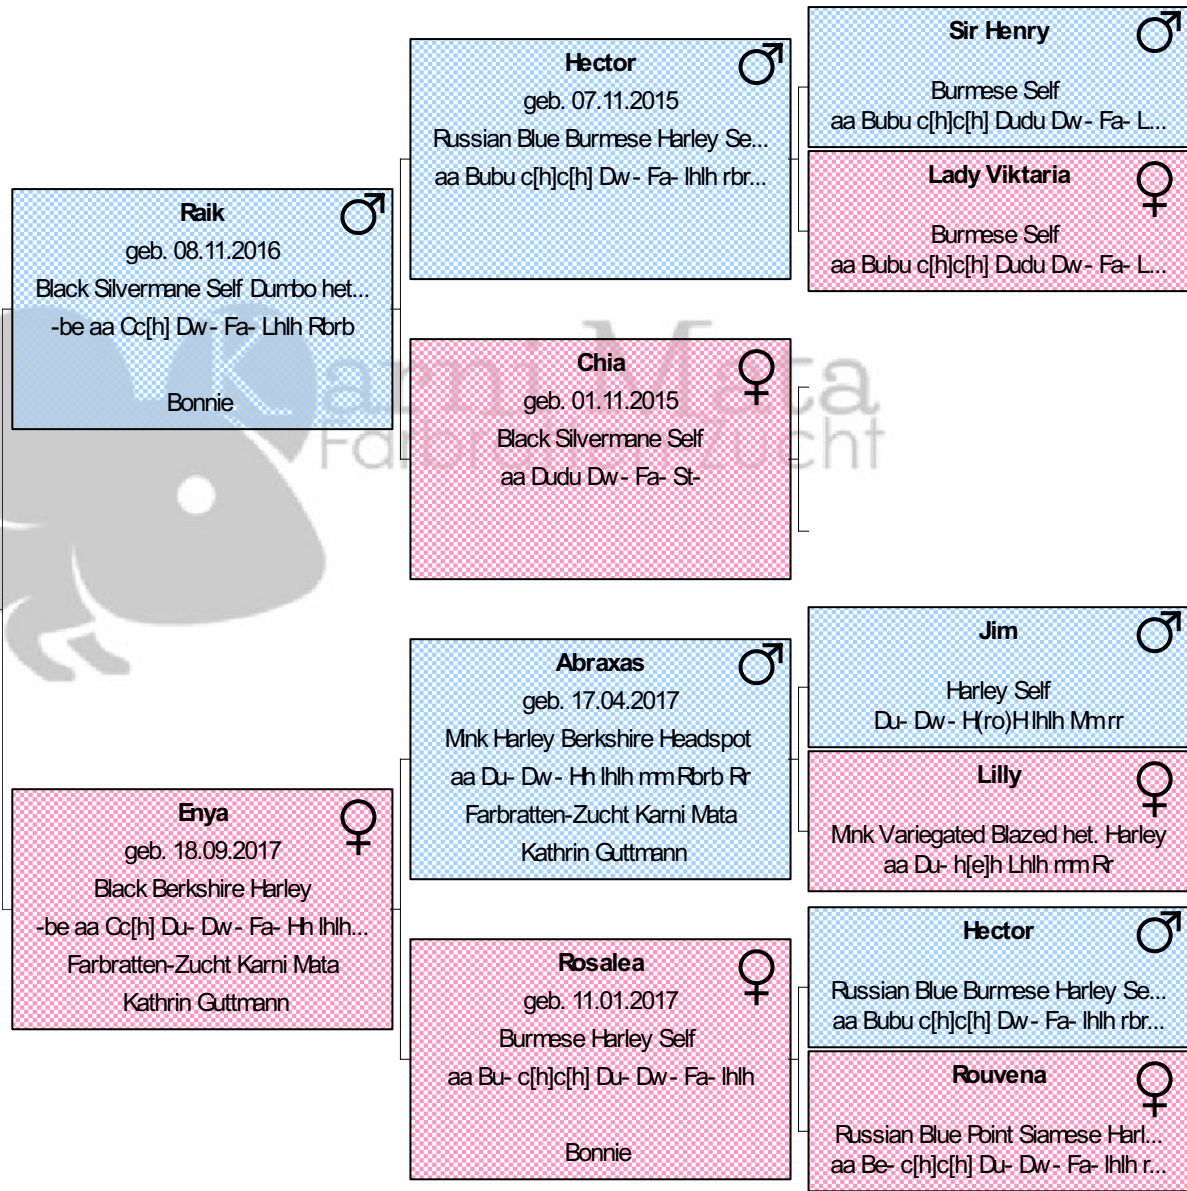 Raik
geb. 08.11.2016
Black Silvermane Self Dumbo het...
-be aa Cc[h] Dw- Fa- Lhlh Rbrb
Bonnie
Enya
geb. 18.09.2017
Black Berkshire Harley
-be aa Cc[h] Du- Dw- Fa- Hh lhlh...
Farbratten-Zucht Karni Mata
Kathrin Guttmann
Hector
geb. 07.11.2015
Russian Blue Burmese Harley Se...
aa Bubu c[h]c[h] Dw- Fa- lhlh rbr...
Chia
geb. 01.11.2015
Black Silvermane Self
aa Dudu Dw- Fa- St-
Abraxas
geb. 17.04.2017
Mink Harley Berkshire Headspot
aa Du- Dw- Hh lhlh mm Rbrb Rr
Farbratten-Zucht Karni Mata
Kathrin Guttmann
Rosalea
geb. 11.01.2017
Burmese Harley Self
aa Bu- c[h]c[h] Du- Dw- Fa- lhlh
Bonnie
Sir Henry
Burmese Self
aa Bubu c[h]c[h] Dudu Dw- Fa- L...
Lady Viktaria
Burmese Self
aa Bubu c[h]c[h] Dudu Dw- Fa- L...
Jim
Harley Self
Du- Dw- H(ro)H lhlh Mm rr
Lilly
Mink Variegated Blazed het. Harley
aa Du- h[e]h Lhlh mm Rr
Hector
Russian Blue Burmese Harley Se...
aa Bubu c[h]c[h] Dw- Fa- lhlh rbr...
Rouvena
Russian Blue Point Siamese Harl...
aa Be- c[h]c[h] Du- Dw- Fa- lhlh r...
Karni Mata
Farbratten-Zucht